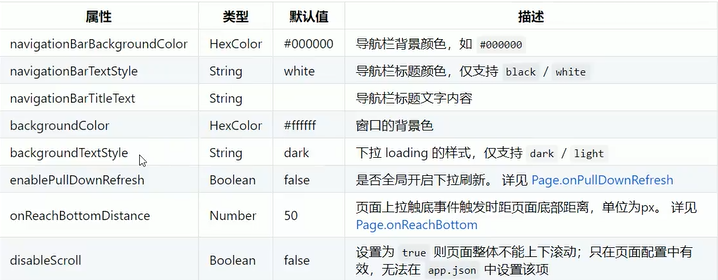 属性 类型 默认值 描述
navigationBarBackgroundColor HexColor #000000 导航栏背景颜色，如 #000000
navigationBarTextStyle String white 导航栏标题颜色，仅支持 black / white
navigationBarTitleText String 导航栏标题文字内容
backgroundColor HexColor #ffffff 窗口的背景色
backgroundTextStyle String dark 下拉 loading 的样式，仅支持 dark / light
enablePullDownRefresh Boolean false 是否全局开启下拉刷新。 详见 Page.onPullDownRefresh
onReachBottomDistance Number 50 页面上拉触底事件触发时距页面底部距离，单位为px。 详见
Page.onReachBottom
disableScroll Boolean false 设置为 true 则页面整体不能上下滚动；只在页面配置中有
效，无法在 app.json 中设置该项